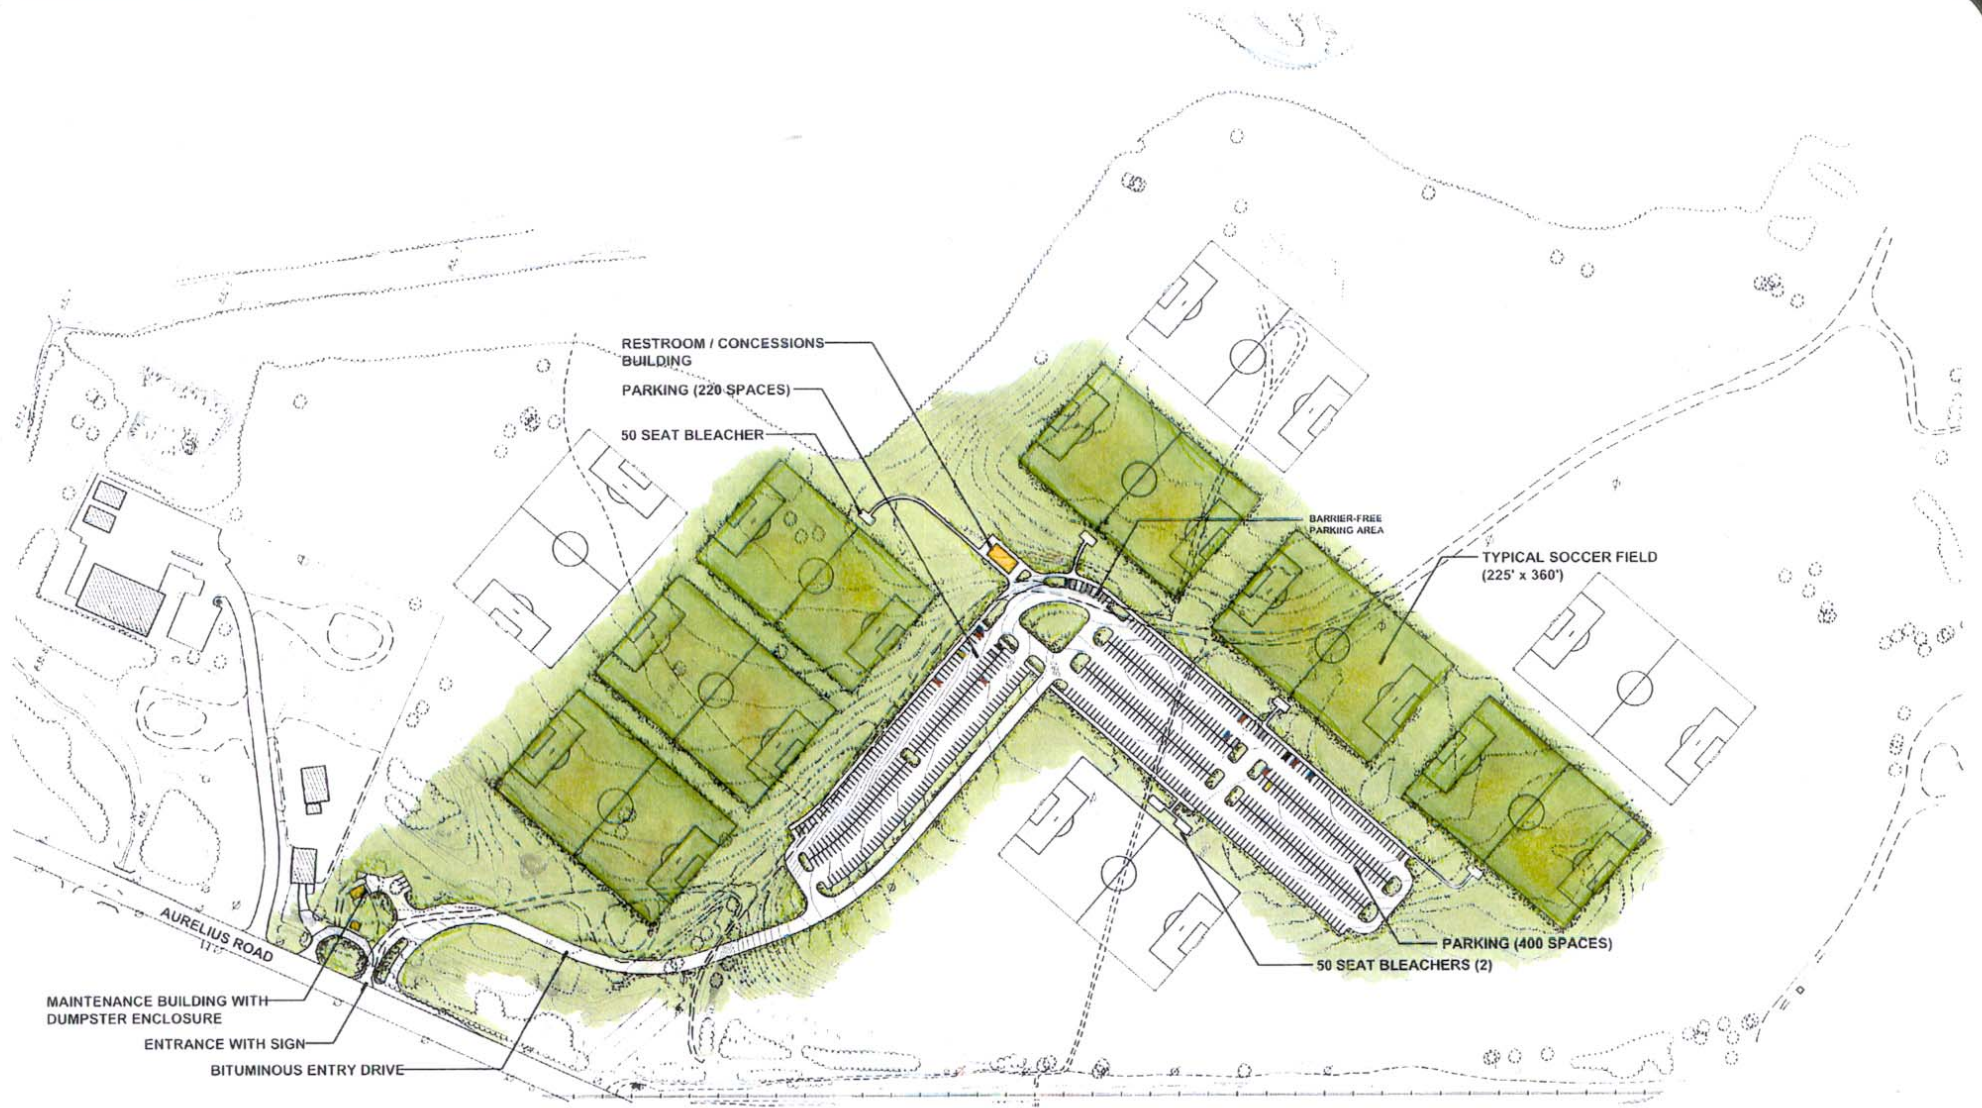 RESTROOM / CONCESSIONS
BUILDING
PARKING (220 SPACES)
50 SEAT BLEACHER
BARRIER-FREE
PARKING AREA
TYPICAL SOCCER FIELD
(225' x 360')
AURELIUS ROAD
PARKING (400 SPACES)
50 SEAT BLEACHERS (2)
MAINTENANCE BUILDING WITH
DUMPSTER ENCLOSURE
ENTRANCE WITH SIGN
BITUMINOUS ENTRY DRIVE